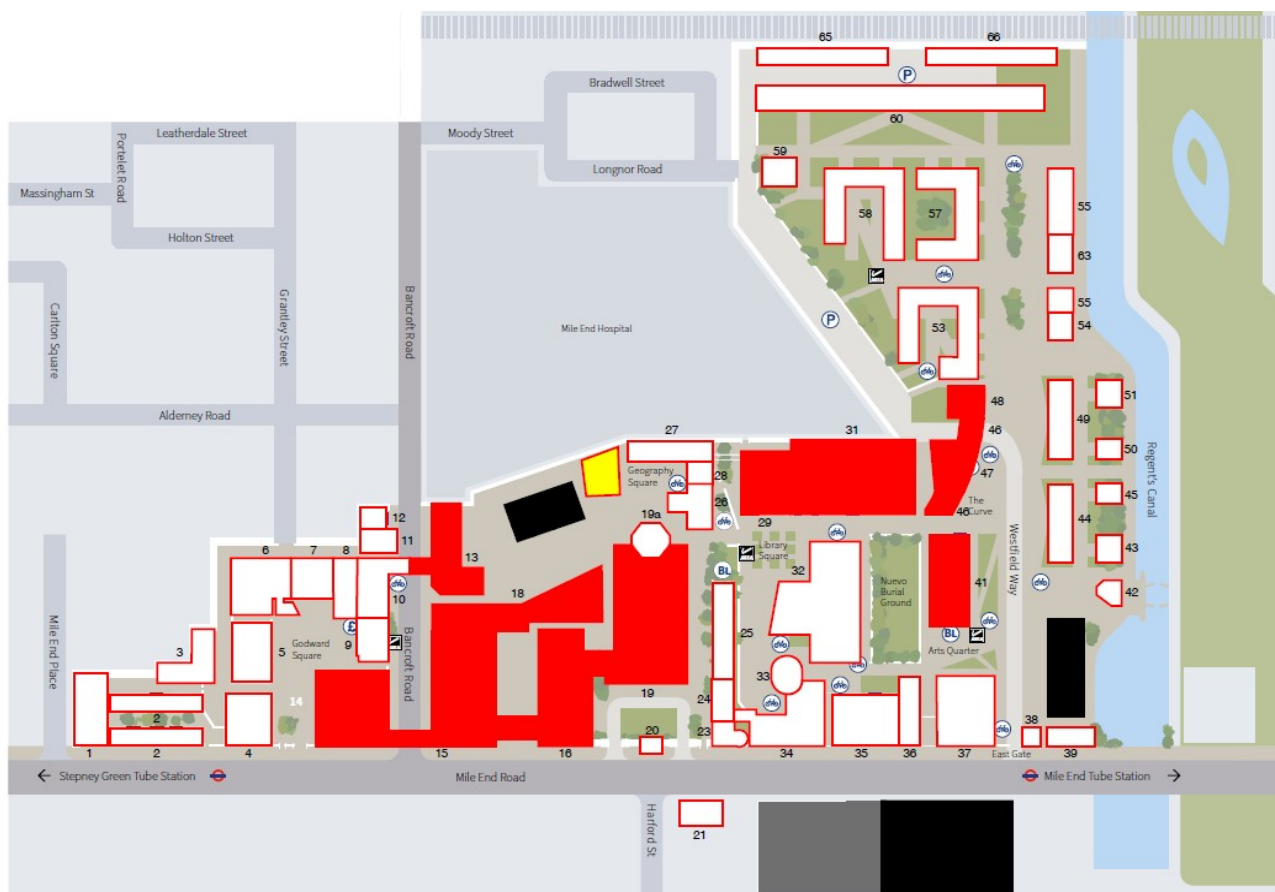 65
66
P
Bradwell Street
60
Leatherdale Street
Moody Street
Portelet Road
59
Longnor Road
Massingham St
58
57
55
Holton Street
63
Carlton Square
Grantley Street
Bancroft Road
55
P
Mile End Hospital
53
54
51
48
49
Alderney Road
27
31
46
50
Regent's Canal
Geography
Square
28
47
45
26
The
Curve
46
44
19a
29
12
Library
Square
Westfield Way
11
43
6
7
8
13
32
BL
Nuevo
Burial
Ground
41
42
10
18
25
Mile End Place
3
5
£
Godward
Square
9
Bancroft Road
BL
Arts Quarter
33
14
19
24
2
20
23
38
1
2
4
15
16
34
35
36
37
East Gate
39
← Stepney Green Tube Station
Mile End Road
Mile End Tube Station →
Harford St
21